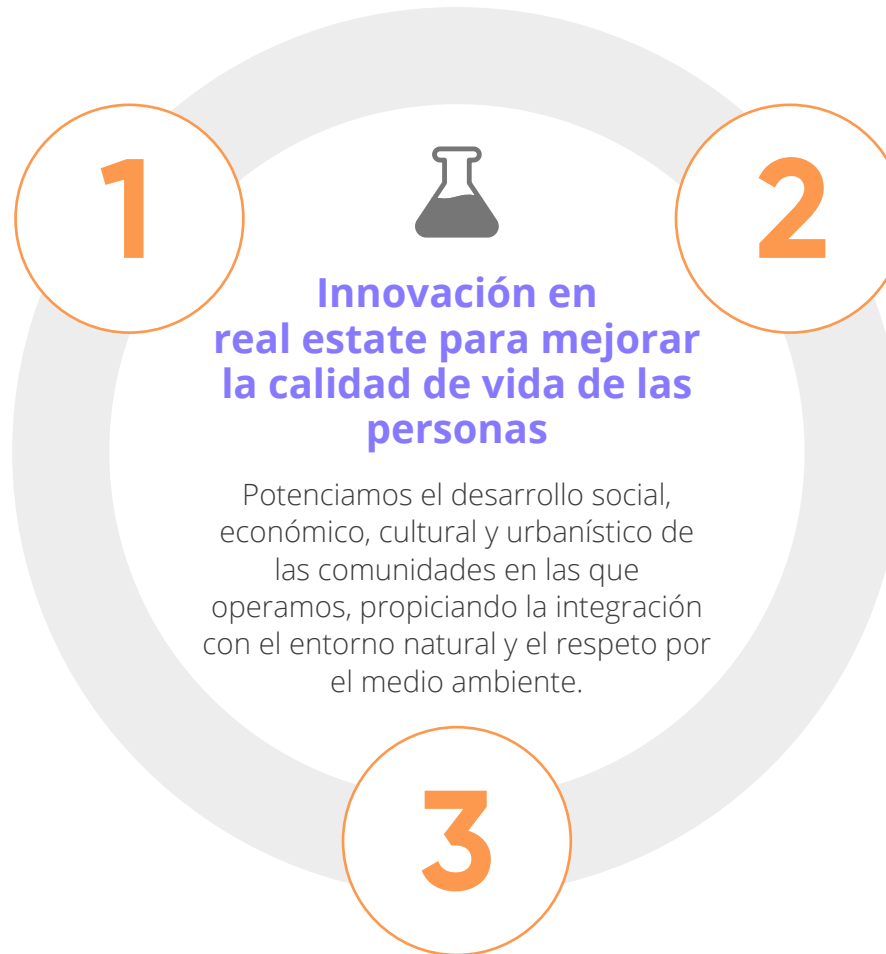 1
2
Innovación en
real estate para mejorar
la calidad de vida de las
personas
Potenciamos el desarrollo social,
económico, cultural y urbanístico de
las comunidades en las que
operamos, propiciando la integración
con el entorno natural y el respeto por
el medio ambiente.
3